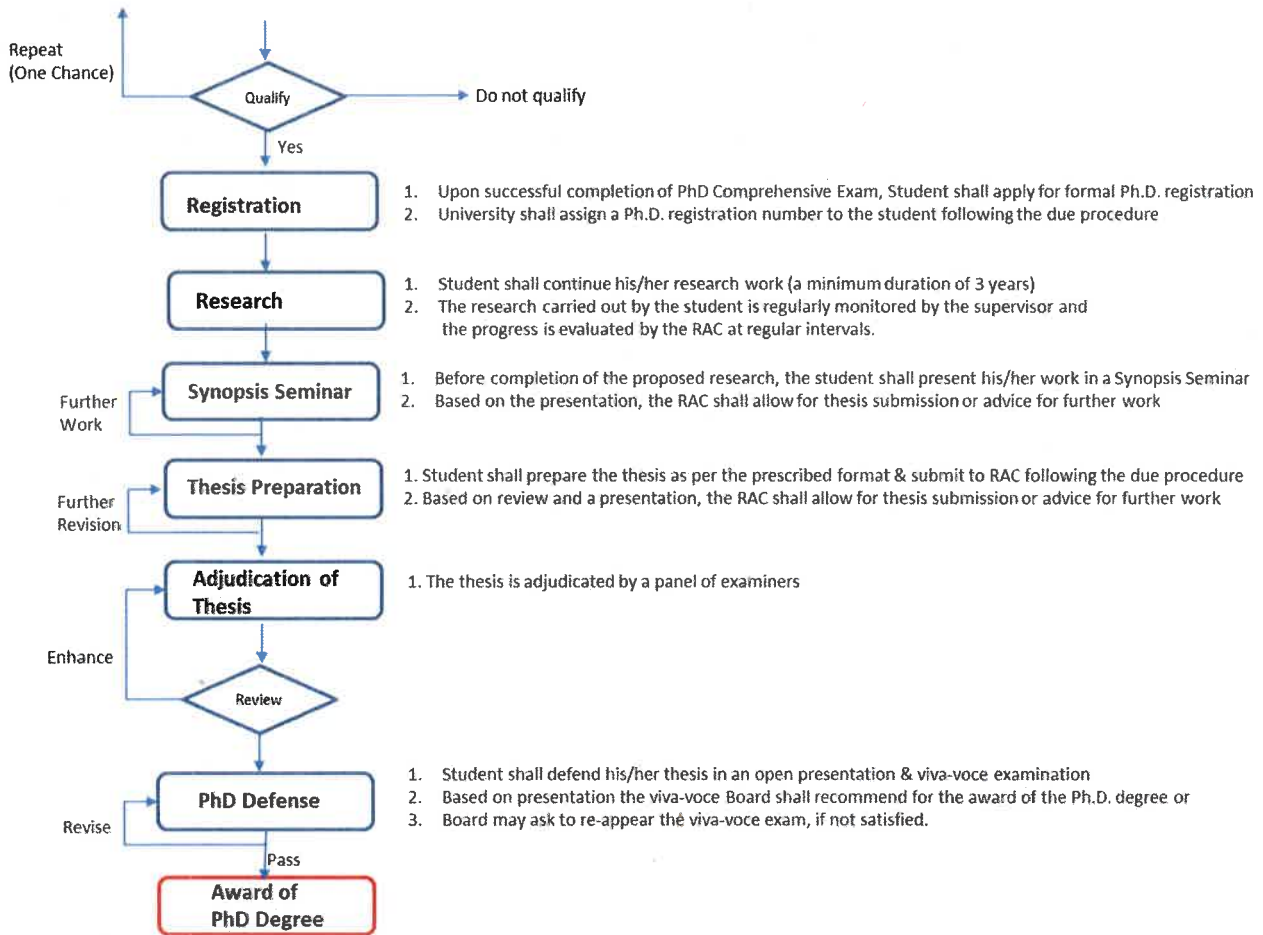 Repeat
(One Chance)
Qualify
Do not qualify
Yes
Registration
1. Upon successful completion of PhD Comprehensive Exam, Student shall apply for formal Ph.D. registration
2. University shall assign a Ph.D. registration number to the student following the due procedure
Research
1. Student shall continue his/her research work (a minimum duration of 3 years)
2. The research carried out by the student is regularly monitored by the supervisor and
the progress is evaluated by the RAC at regular intervals.
Further
Work
Synopsis Seminar
1. Before completion of the proposed research, the student shall present his/her work in a Synopsis Seminar
2. Based on the presentation, the RAC shall allow for thesis submission or advice for further work
Further
Revision
Thesis Preparation
1. Student shall prepare the thesis as per the prescribed format & submit to RAC following the due procedure
2. Based on review and a presentation, the RAC shall allow for thesis submission or advice for further work
Adjudication of
Thesis
1. The thesis is adjudicated by a panel of examiners
Enhance
Review
PhD Defense
1. Student shall defend his/her thesis in an open presentation & viva-voce examination
2. Based on presentation the viva-voce Board shall recommend for the award of the Ph.D. degree or
3. Board may ask to re-appear the viva-voce exam, if not satisfied.
Revise
Pass
Award of
PhD Degree